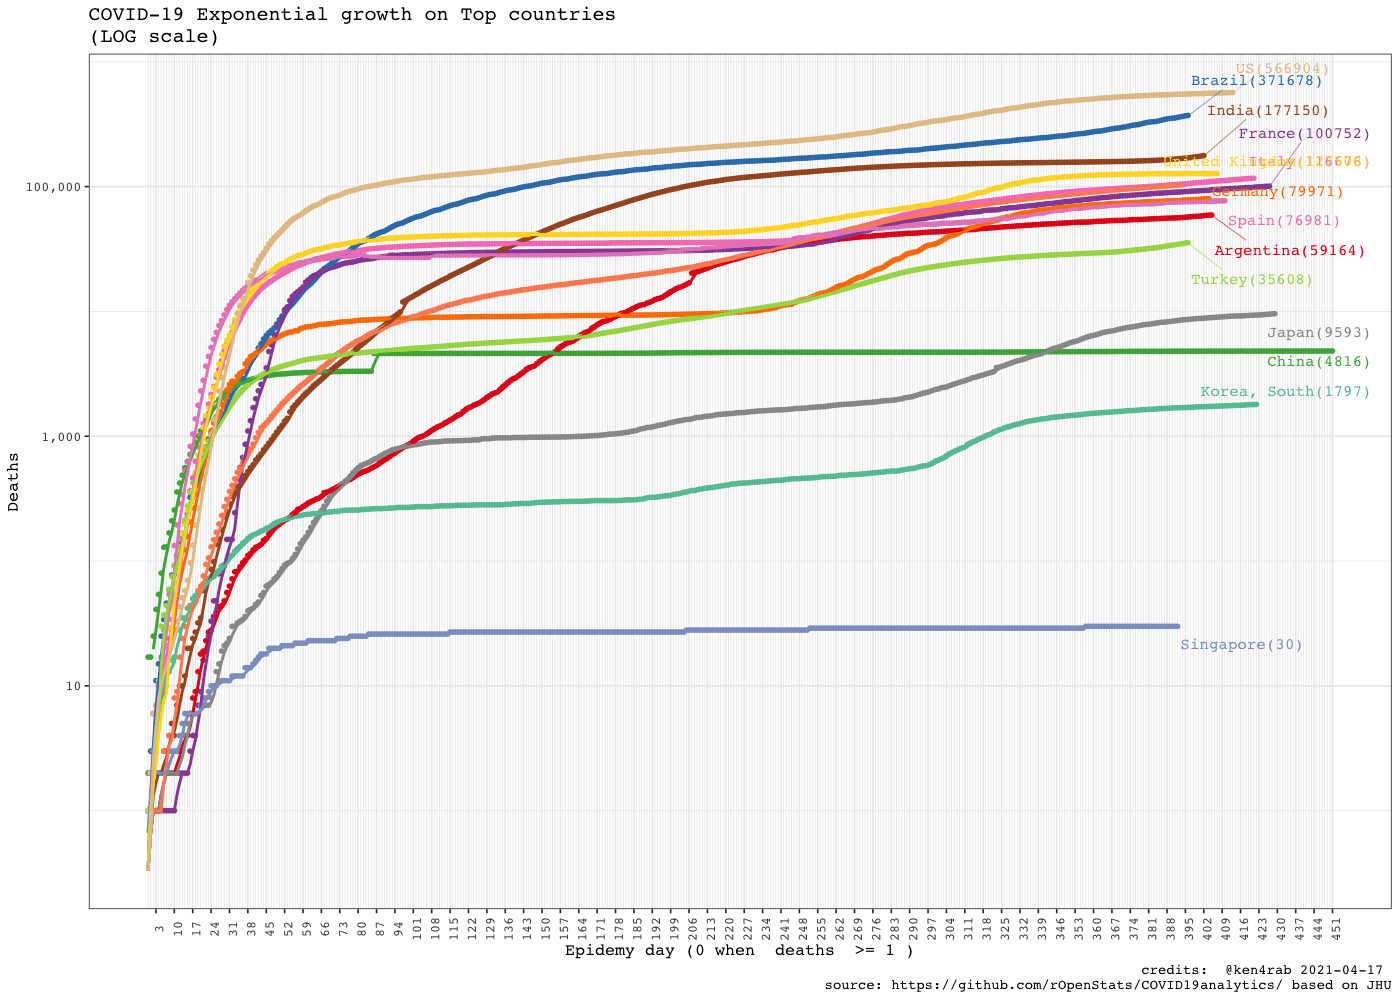 COVID-19 Exponential growth on Top countries
(LOG scale)
US(566904)
Brazil(371678)
India(177150)
France(100752)
United Kingdom
Italy
Germany(79971)
Spain(76981)
Argentina(59164)
Turkey(35608)
Japan(9593)
China(4816)
Korea, South(1797)
Singapore(30)
Deaths
100,000
1,000
10
3 10 17 24 31 38 45 52 59 66 73 80 87 94 101 108 115 122 129 136 143 150 157 164 171 178 185 192 199 206 213 220 227 234 241 248 255 262 269 276 283 290 297 304 311 318 325 332 339 346 353 360 367 374 381 388 395 402 409 416 423 430 437 444 451
Epidemy day (0 when  deaths  >= 1 )
credits:  @ken4rab 2021-04-17
source: https://github.com/rOpenStats/COVID19analytics/ based on JHU